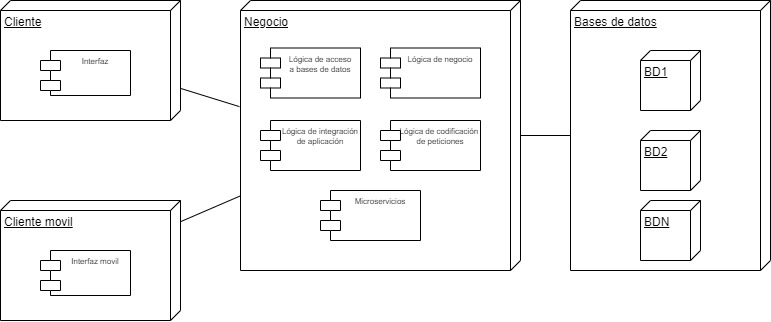 Cliente
Interfaz
Negocio
Lógica de acceso
a bases de datos
Lógica de negocio
Lógica de integración
de aplicación
Lógica de codificación
de peticiones
Microservicios
Bases de datos
BD1
BD2
BDN
Cliente movil
Interfaz movil